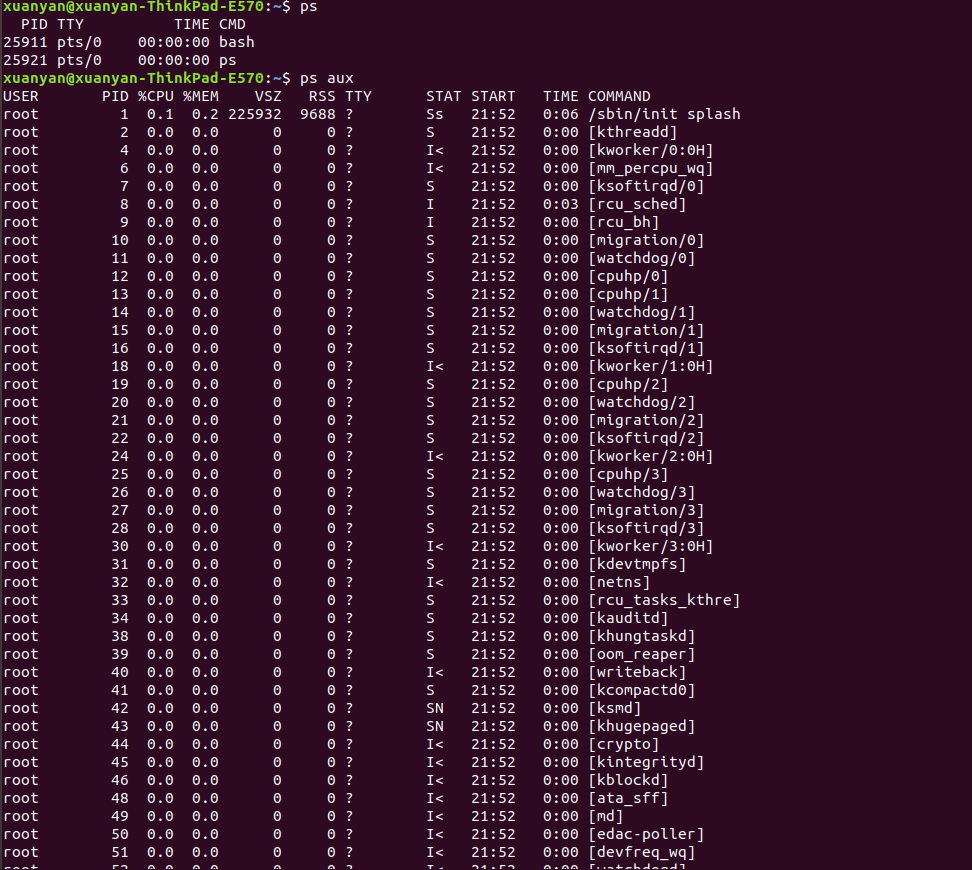 xuanyan@xuanyan-ThinkPad-E570:~$ ps
  PID TTY          TIME CMD
25911 pts/0    00:00:00 bash
25921 pts/0    00:00:00 ps
xuanyan@xuanyan-ThinkPad-E570:~$ ps aux
USER       PID %CPU %MEM    VSZ   RSS TTY      STAT START   TIME COMMAND
root         1  0.1  0.2 225932  9688 ?        Ss   21:52   0:06 /sbin/init splash
root         2  0.0  0.0      0     0 ?        S    21:52   0:00 [kthreadd]
root         4  0.0  0.0      0     0 ?        I<   21:52   0:00 [kworker/0:0H]
root         6  0.0  0.0      0     0 ?        I<   21:52   0:00 [mm_percpu_wq]
root         7  0.0  0.0      0     0 ?        S    21:52   0:00 [ksoftirqd/0]
root         8  0.0  0.0      0     0 ?        I    21:52   0:03 [rcu_sched]
root         9  0.0  0.0      0     0 ?        I    21:52   0:00 [rcu_bh]
root        10  0.0  0.0      0     0 ?        S    21:52   0:00 [migration/0]
root        11  0.0  0.0      0     0 ?        S    21:52   0:00 [watchdog/0]
root        12  0.0  0.0      0     0 ?        S    21:52   0:00 [cpuhp/0]
root        13  0.0  0.0      0     0 ?        S    21:52   0:00 [cpuhp/1]
root        14  0.0  0.0      0     0 ?        S    21:52   0:00 [watchdog/1]
root        15  0.0  0.0      0     0 ?        S    21:52   0:00 [migration/1]
root        16  0.0  0.0      0     0 ?        S    21:52   0:00 [ksoftirqd/1]
root        18  0.0  0.0      0     0 ?        I<   21:52   0:00 [kworker/1:0H]
root        19  0.0  0.0      0     0 ?        S    21:52   0:00 [cpuhp/2]
root        20  0.0  0.0      0     0 ?        S    21:52   0:00 [watchdog/2]
root        21  0.0  0.0      0     0 ?        S    21:52   0:00 [migration/2]
root        22  0.0  0.0      0     0 ?        S    21:52   0:00 [ksoftirqd/2]
root        24  0.0  0.0      0     0 ?        I<   21:52   0:00 [kworker/2:0H]
root        25  0.0  0.0      0     0 ?        S    21:52   0:00 [cpuhp/3]
root        26  0.0  0.0      0     0 ?        S    21:52   0:00 [watchdog/3]
root        27  0.0  0.0      0     0 ?        S    21:52   0:00 [migration/3]
root        28  0.0  0.0      0     0 ?        S    21:52   0:00 [ksoftirqd/3]
root        30  0.0  0.0      0     0 ?        I<   21:52   0:00 [kworker/3:0H]
root        31  0.0  0.0      0     0 ?        S    21:52   0:00 [kdevtmpfs]
root        32  0.0  0.0      0     0 ?        I<   21:52   0:00 [netns]
root        33  0.0  0.0      0     0 ?        S    21:52   0:00 [rcu_tasks_kthre]
root        34  0.0  0.0      0     0 ?        S    21:52   0:00 [kauditd]
root        38  0.0  0.0      0     0 ?        S    21:52   0:00 [khungtaskd]
root        39  0.0  0.0      0     0 ?        S    21:52   0:00 [oom_reaper]
root        40  0.0  0.0      0     0 ?        I<   21:52   0:00 [writeback]
root        41  0.0  0.0      0     0 ?        S    21:52   0:00 [kcompactd0]
root        42  0.0  0.0      0     0 ?        SN   21:52   0:00 [ksmd]
root        43  0.0  0.0      0     0 ?        SN   21:52   0:00 [khugepaged]
root        44  0.0  0.0      0     0 ?        I<   21:52   0:00 [crypto]
root        45  0.0  0.0      0     0 ?        I<   21:52   0:00 [kintegrityd]
root        46  0.0  0.0      0     0 ?        I<   21:52   0:00 [kblockd]
root        48  0.0  0.0      0     0 ?        I<   21:52   0:00 [ata_sff]
root        49  0.0  0.0      0     0 ?        I<   21:52   0:00 [md]
root        50  0.0  0.0      0     0 ?        I<   21:52   0:00 [edac-poller]
root        51  0.0  0.0      0     0 ?        I<   21:52   0:00 [devfreq_wq]